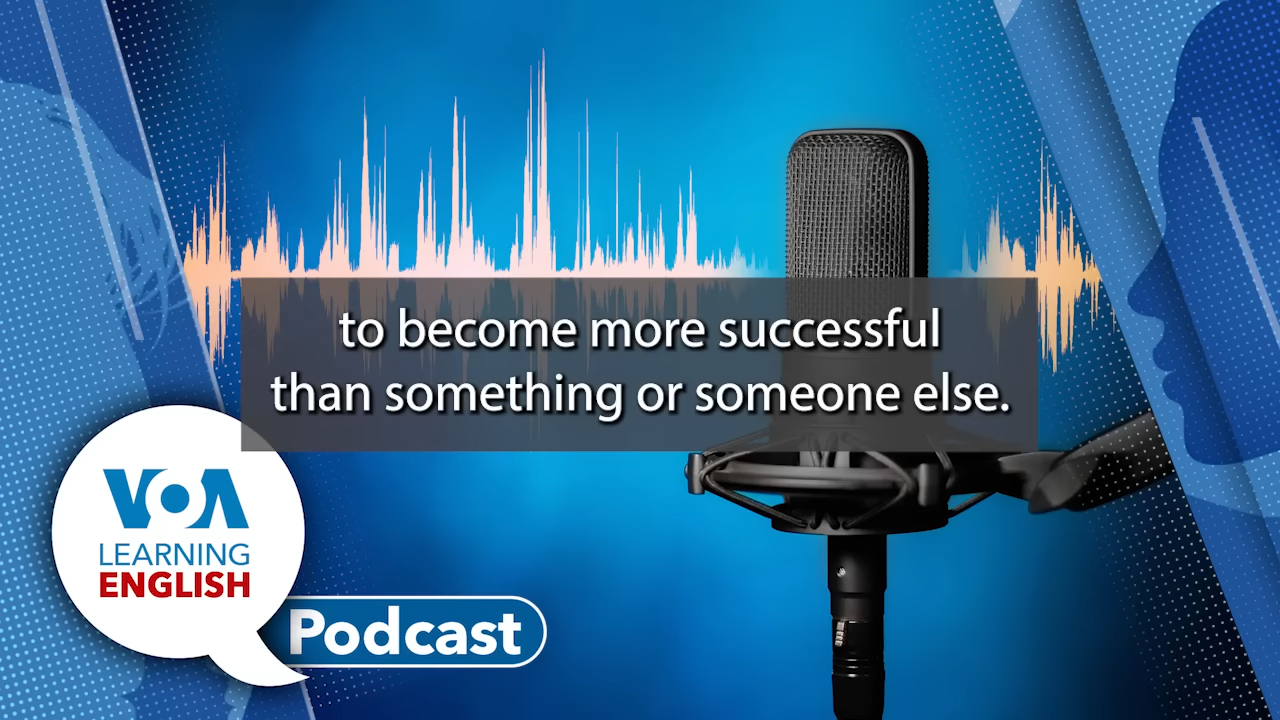 to become more successful
than something or someone else.
VOA
LEARNING
ENGLISH
Podcast